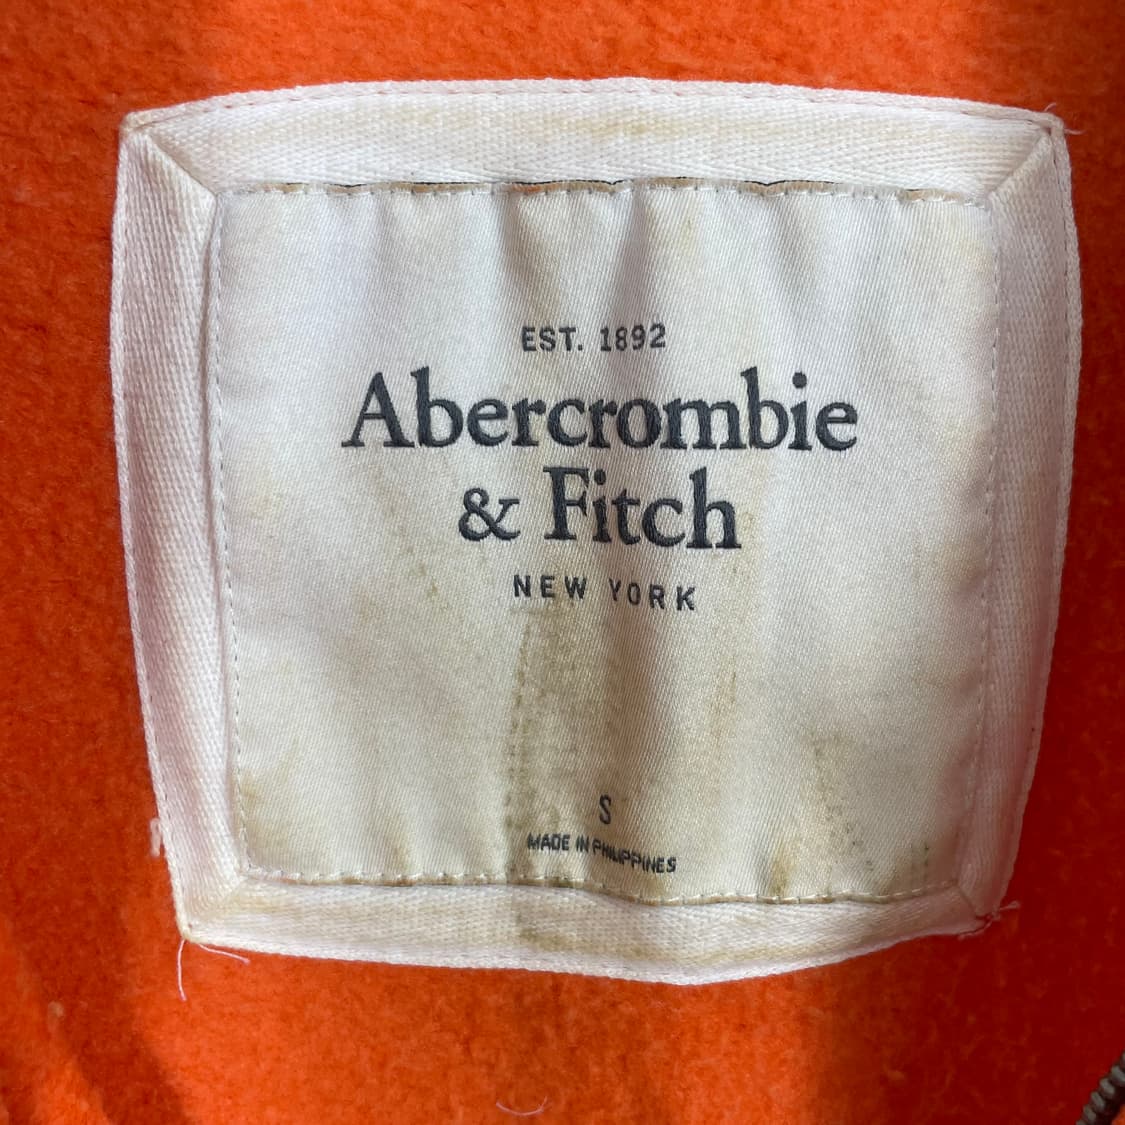 EST. 1892
Abercrombie
& Fitch
NEW YORK
S
MADE IN PHILIPPINES